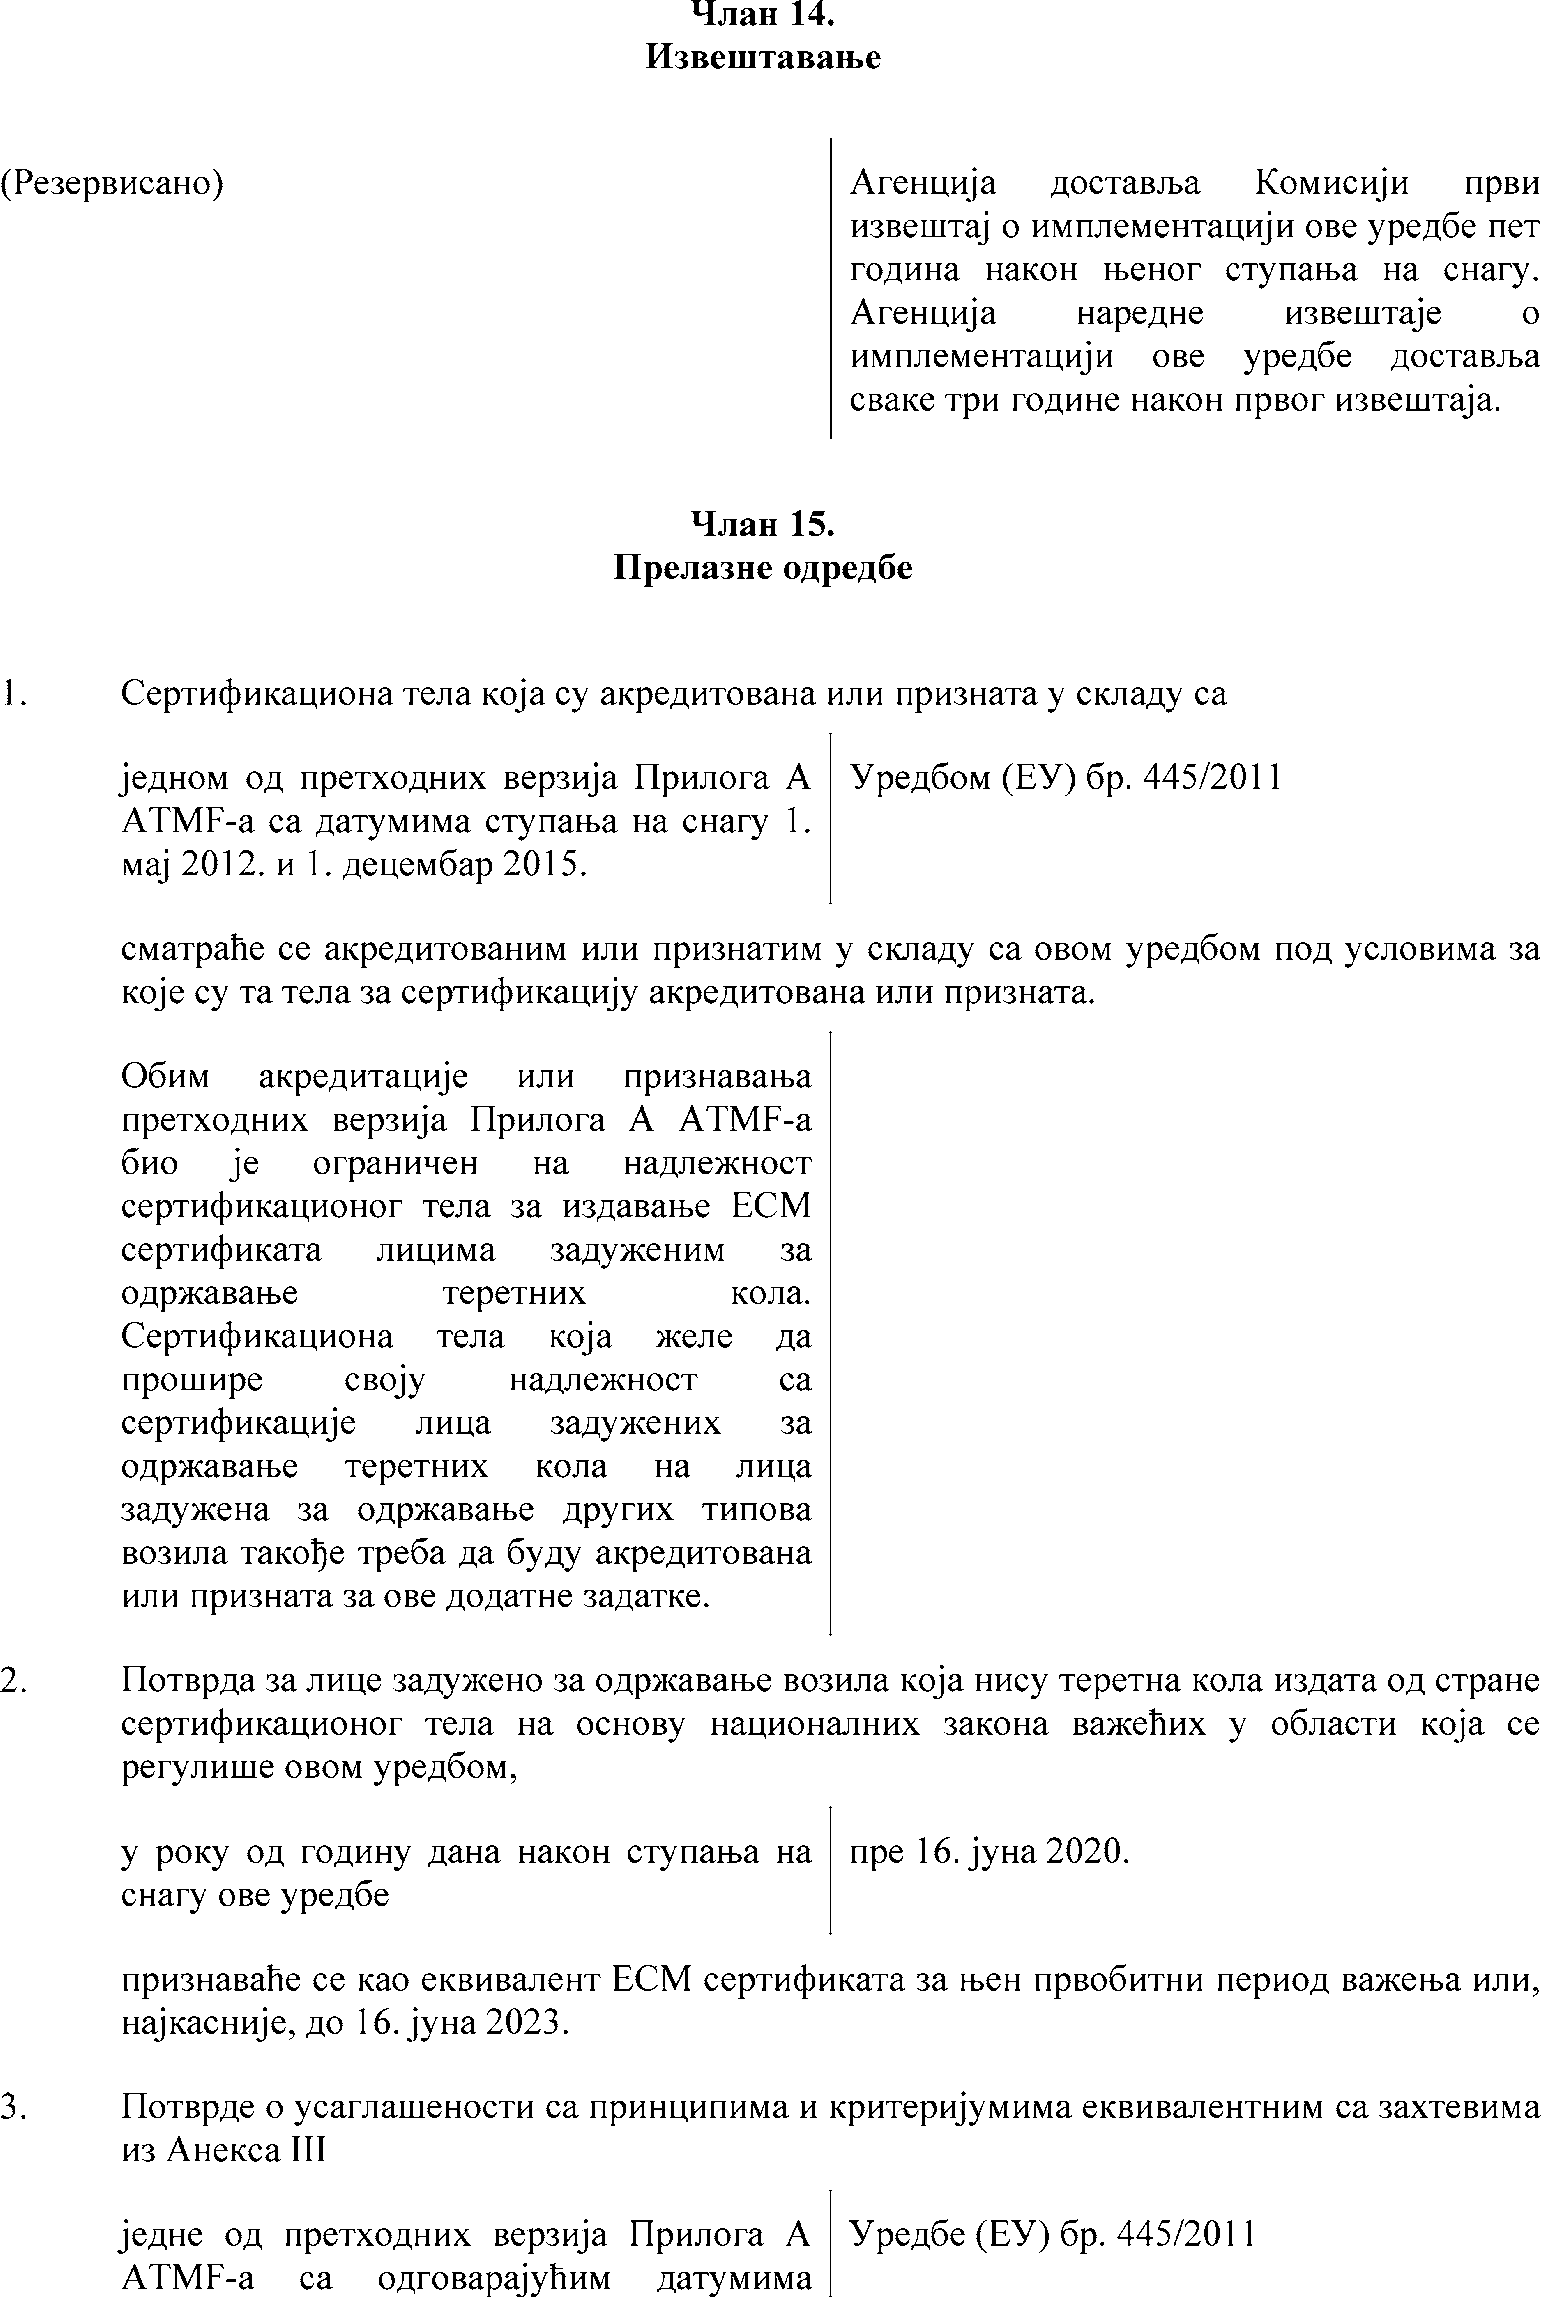 Члан 14.
Извештавање
(Резервисано)
Агенција доставља Комисији први
извештај о имплементацији ове уредбе пет
година након њеног ступања на снагу.
Агенција наредне извештаје о
имплементацији ове уредбе доставља
сваке три године након првог извештаја.
Члан 15.
Прелазне одредбе
1. Сертификациона тела која су акредитована или призната у складу са
једном од претходних верзија Прилога А
ATMF-а са датумима ступања на снагу 1.
мај 2012. и 1. децембар 2015.
Уредбом (ЕУ) бр. 445/2011
сматраће се акредитованим или признатим у складу са овом уредбом под условима за
које су та тела за сертификацију акредитована или призната.
Обим акредитације или признавања
претходних верзија Прилога А ATMF-а
био је ограничен на надлежност
сертификационог тела за издавање ЕСМ
сертификата лицима задуженим за
одржавање теретних кола.
Сертификациона тела која желе да
прошире своју надлежност са
сертификације лица задужених за
одржавање теретних кола на лица
задужена за одржавање других типова
возила такође треба да буду акредитована
или призната за ове додатне задатке.
2. Потврда за лице задужено за одржавање возила која нису теретна кола издата од стране
сертификационог тела на основу националних закона важећих у области која се
регулише овом уредбом,
у року од годину дана након ступања на
снагу ове уредбе
пре 16. јуна 2020.
признаваће се као еквивалент ЕСМ сертификата за њен првобитни период важења или,
најкасније, до 16. јуна 2023.
3. Потврде о усаглашености са принципима и критеријумима еквивалентним са захтевима
из Анекса III
једне од претходних верзија Прилога А
ATMF-а са одговарајућим датумима
Уредбе (ЕУ) бр. 445/2011